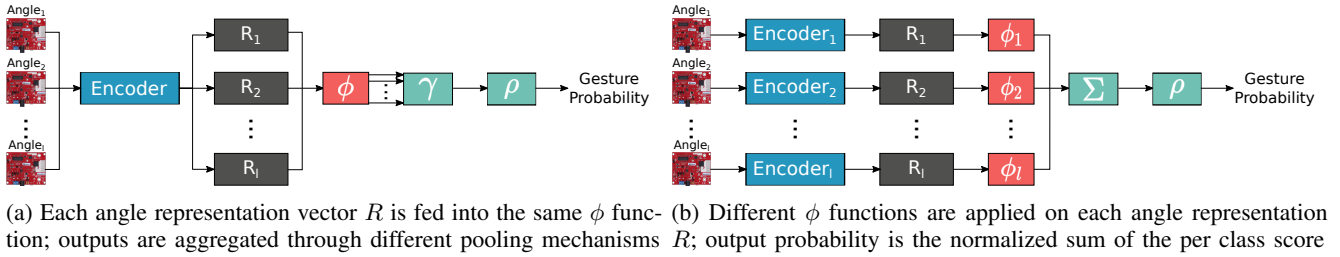 Angle₁
Angle₂
Angleₗ
Encoder
R₁
R₂
Rₗ
ϕ
γ
ρ
Gesture
Probability
(a) Each angle representation vector R is fed into the same ϕ func-
tion; outputs are aggregated through different pooling mechanisms
Angle₁
Encoder₁
R₁
ϕ₁
Angle₂
Encoder₂
R₂
ϕ₂
Angleₗ
Encoderₗ
Rₗ
ϕₗ
Σ
ρ
Gesture
Probability
(b) Different ϕ functions are applied on each angle representation
R; output probability is the normalized sum of the per class score